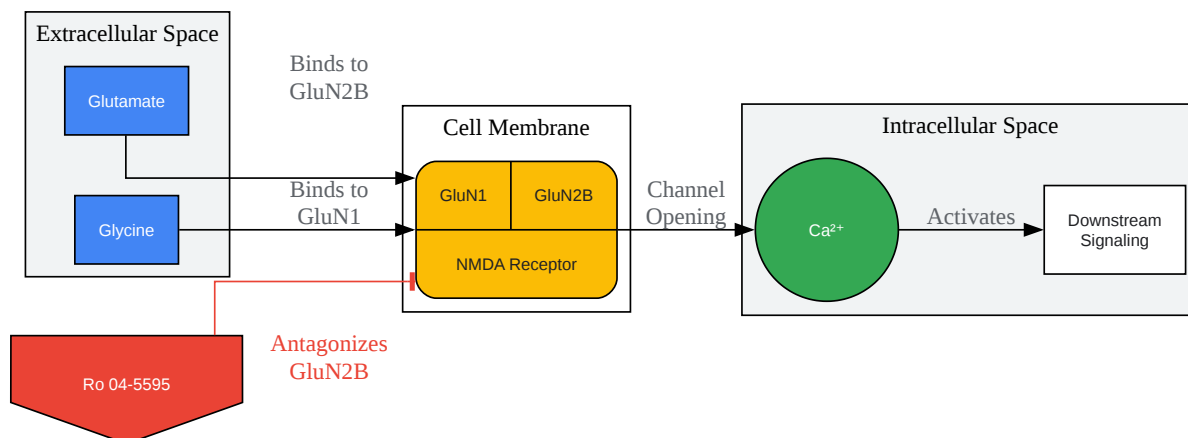 Extracellular Space
Glutamate
Glycine
Binds to
GluN2B
Binds to
GluN1
Cell Membrane
GluN1
GluN2B
NMDA Receptor
Channel
Opening
Intracellular Space
Ca²⁺
Activates
Downstream
Signaling
Ro 04-5595
Antagonizes
GluN2B